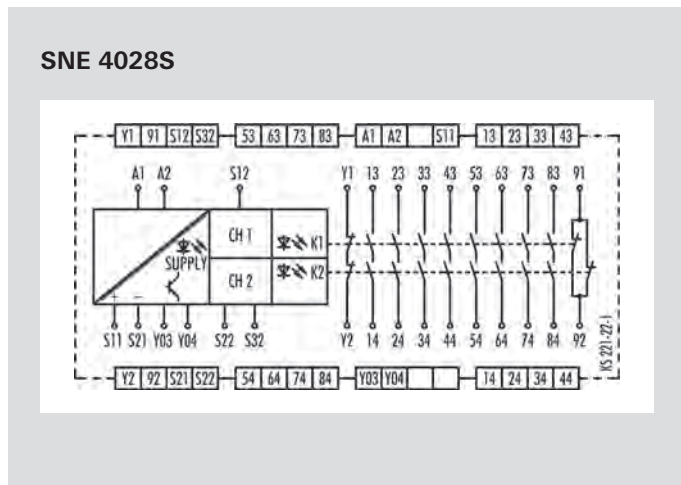 SNE 4028S
Y1 91 S12 S32 53 63 73 83 A1 A2 S11 13 23 33 43
A1 A2 S12 Y1 13 23 33 43 53 63 73 83 91
CH 1 K1
SUPPLY
CH 2 K2
+ -
S11 S21 Y03 Y04 S22 S32 Y2 14 24 34 44 54 64 74 84 92
KS 221-22-1
Y2 92 S21 S22 54 64 74 84 Y03 Y04 14 24 34 44